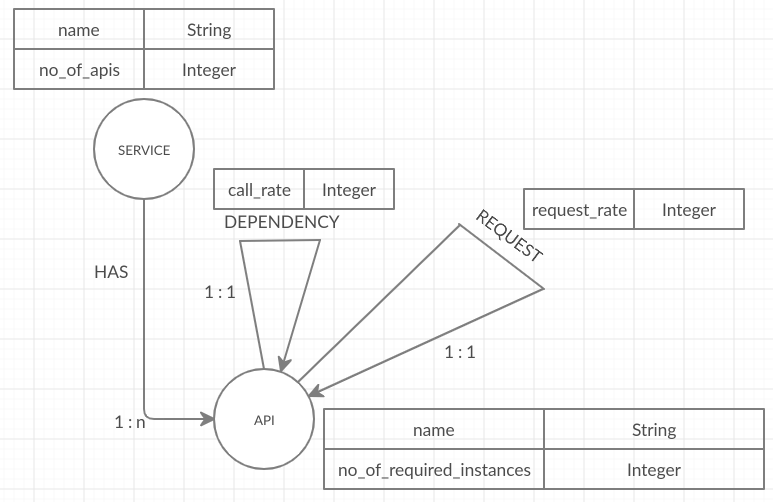 name String
no_of_apis Integer
SERVICE
call_rate Integer
DEPENDENCY
request_rate Integer
REQUEST
HAS
1 : 1
1 : 1
1 : n
API
name String
no_of_required_instances Integer